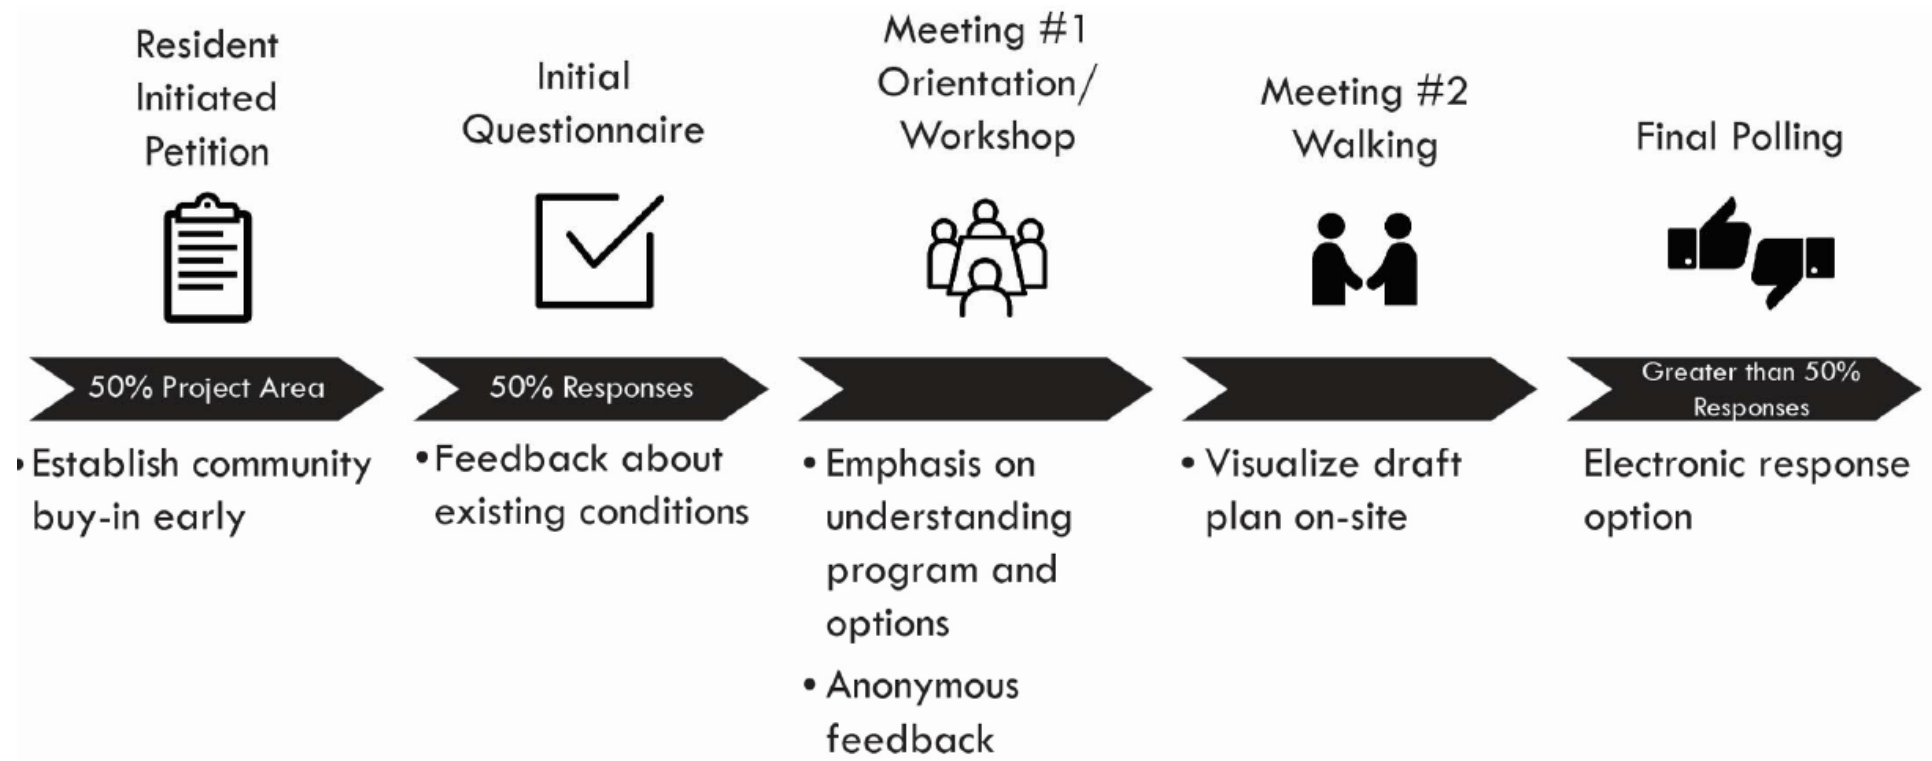 Resident
Initiated
Petition
Initial
Questionnaire
Meeting #1
Orientation/
Workshop
Meeting #2
Walking
Final Polling
50% Project Area
50% Responses
Greater than 50%
Responses
• Establish community
buy-in early
• Feedback about
existing conditions
• Emphasis on
understanding
program and
options
• Anonymous
feedback
• Visualize draft
plan on-site
Electronic response
option